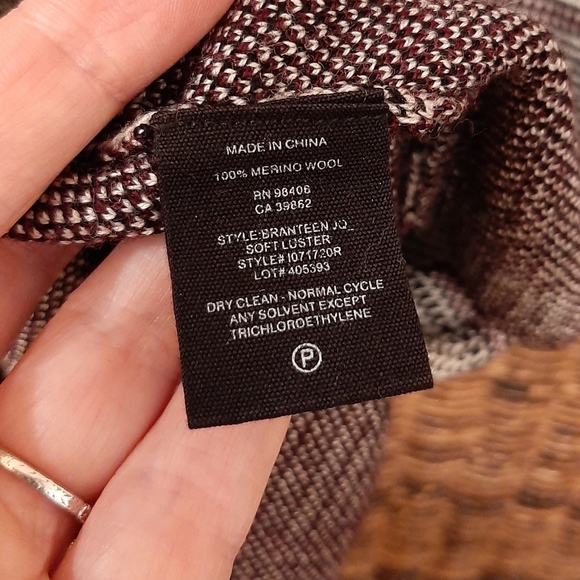 MADE IN CHINA
100% MERINO WOOL
RN 98406
CA 39862
STYLE:BRANTEEN JQ_
SOFT LUSTER
STYLE# I071720R
LOT# 405393
DRY CLEAN - NORMAL CYCLE
ANY SOLVENT EXCEPT
TRICHLOROETHYLENE
P